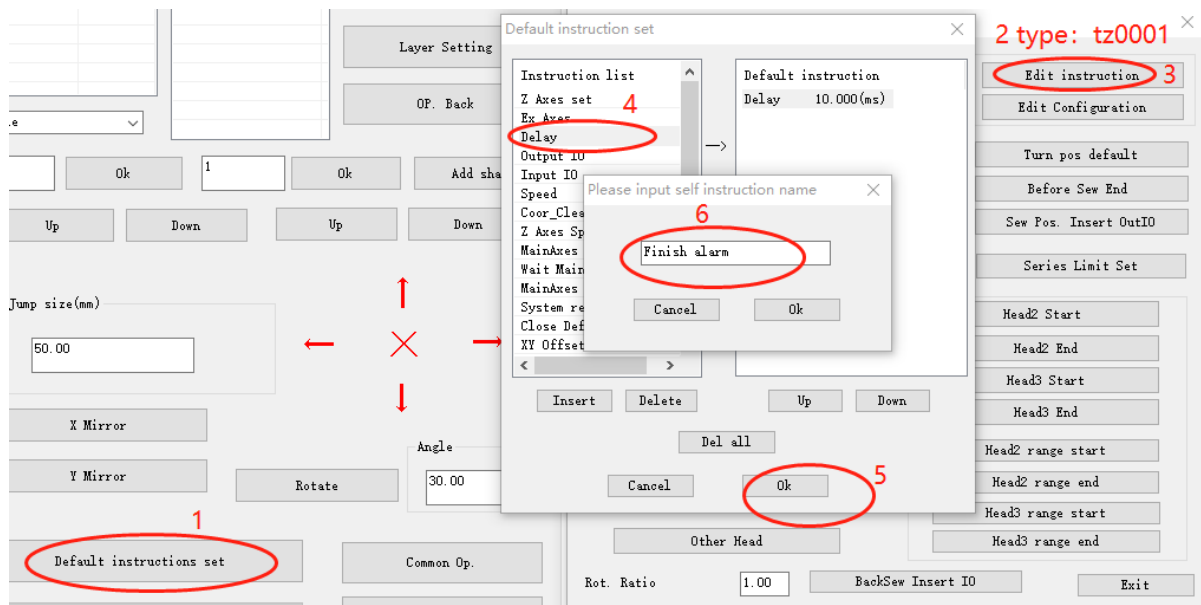 Layer Setting
OP. Back
Ok
1
Ok
Up
Down
Up
Down
Jump size(mm)
50.00
X Mirror
Y Mirror
Rotate
Angle
30.00
1
Default instructions set
Common Op.
Default instruction set
Instruction list
Z Axes set
4
Ex Axes
Delay
Output IO
Input IO
Speed
Z Axes Sp
MainAxes
Wait Main
MainAxes
System re
Close Def
XY Offset
Default instruction
Delay 10.000(ms)
Please input self instruction name
6
Finish alarm
Cancel
Ok
Insert
Delete
Up
Down
Del all
Cancel
Ok
5
2 type: tz0001
Edit instruction
3
Edit Configuration
Turn pos default
Before Sew End
Sew Pos. Insert OutIO
Series Limit Set
Head2 Start
Head2 End
Head3 Start
Head3 End
Head2 range start
Head2 range end
Head3 range start
Head3 range end
Other Head
Rot. Ratio
1.00
BackSew Insert IO
Exit